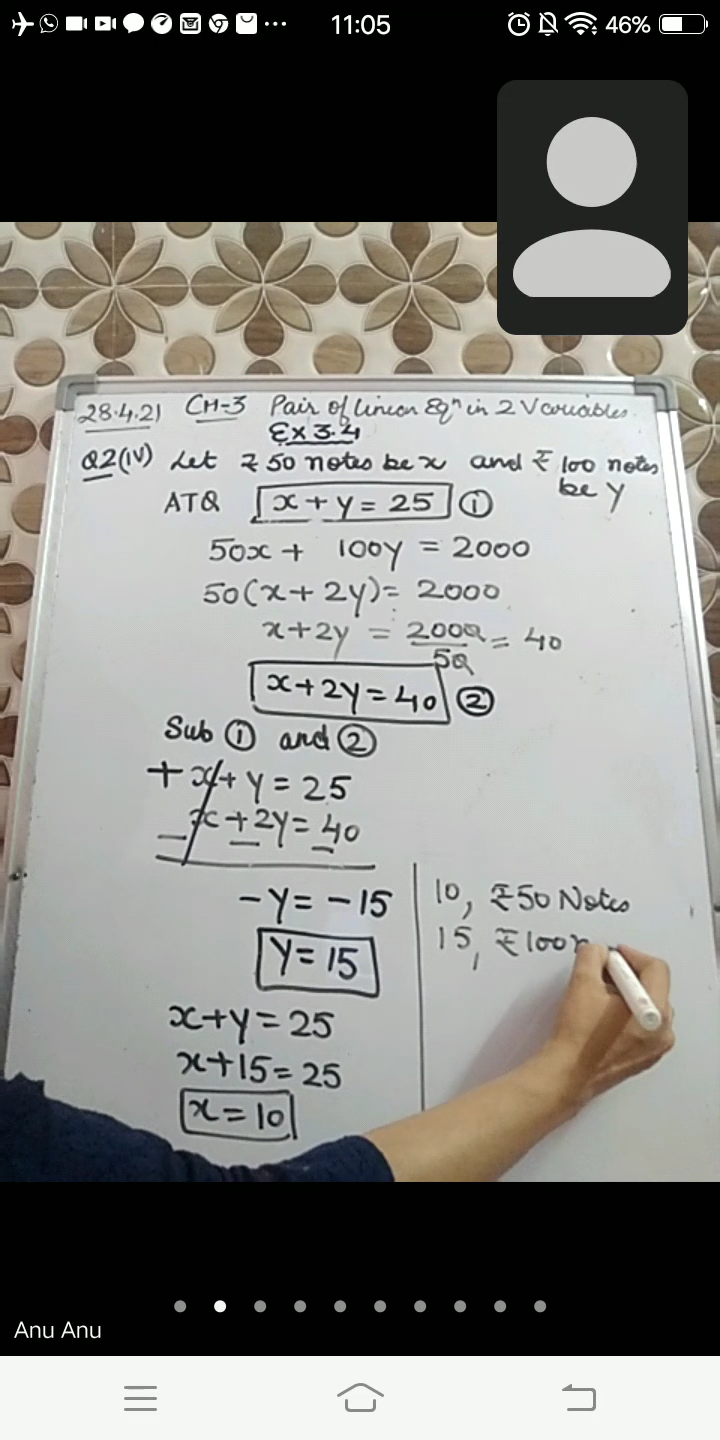 11:05
46%
28.4.21 CH-3 Pair of Linear Eqⁿ in 2 Variables.
Ex 3.4
Q2(iv) Let ₹50 notes be x and ₹100 notes
be y
ATQ x+y=25 ①
50x + 100y = 2000
50(x+2y)= 2000
x+2y = 2000/50 = 40
x+2y=40 ②
Sub ① and ②
+ x+y=25
- x+2y=40
- -
-y=-15
y=15
x+y=25
x+15=25
x=10
10, ₹50 Notes
15, ₹100 n
Anu Anu